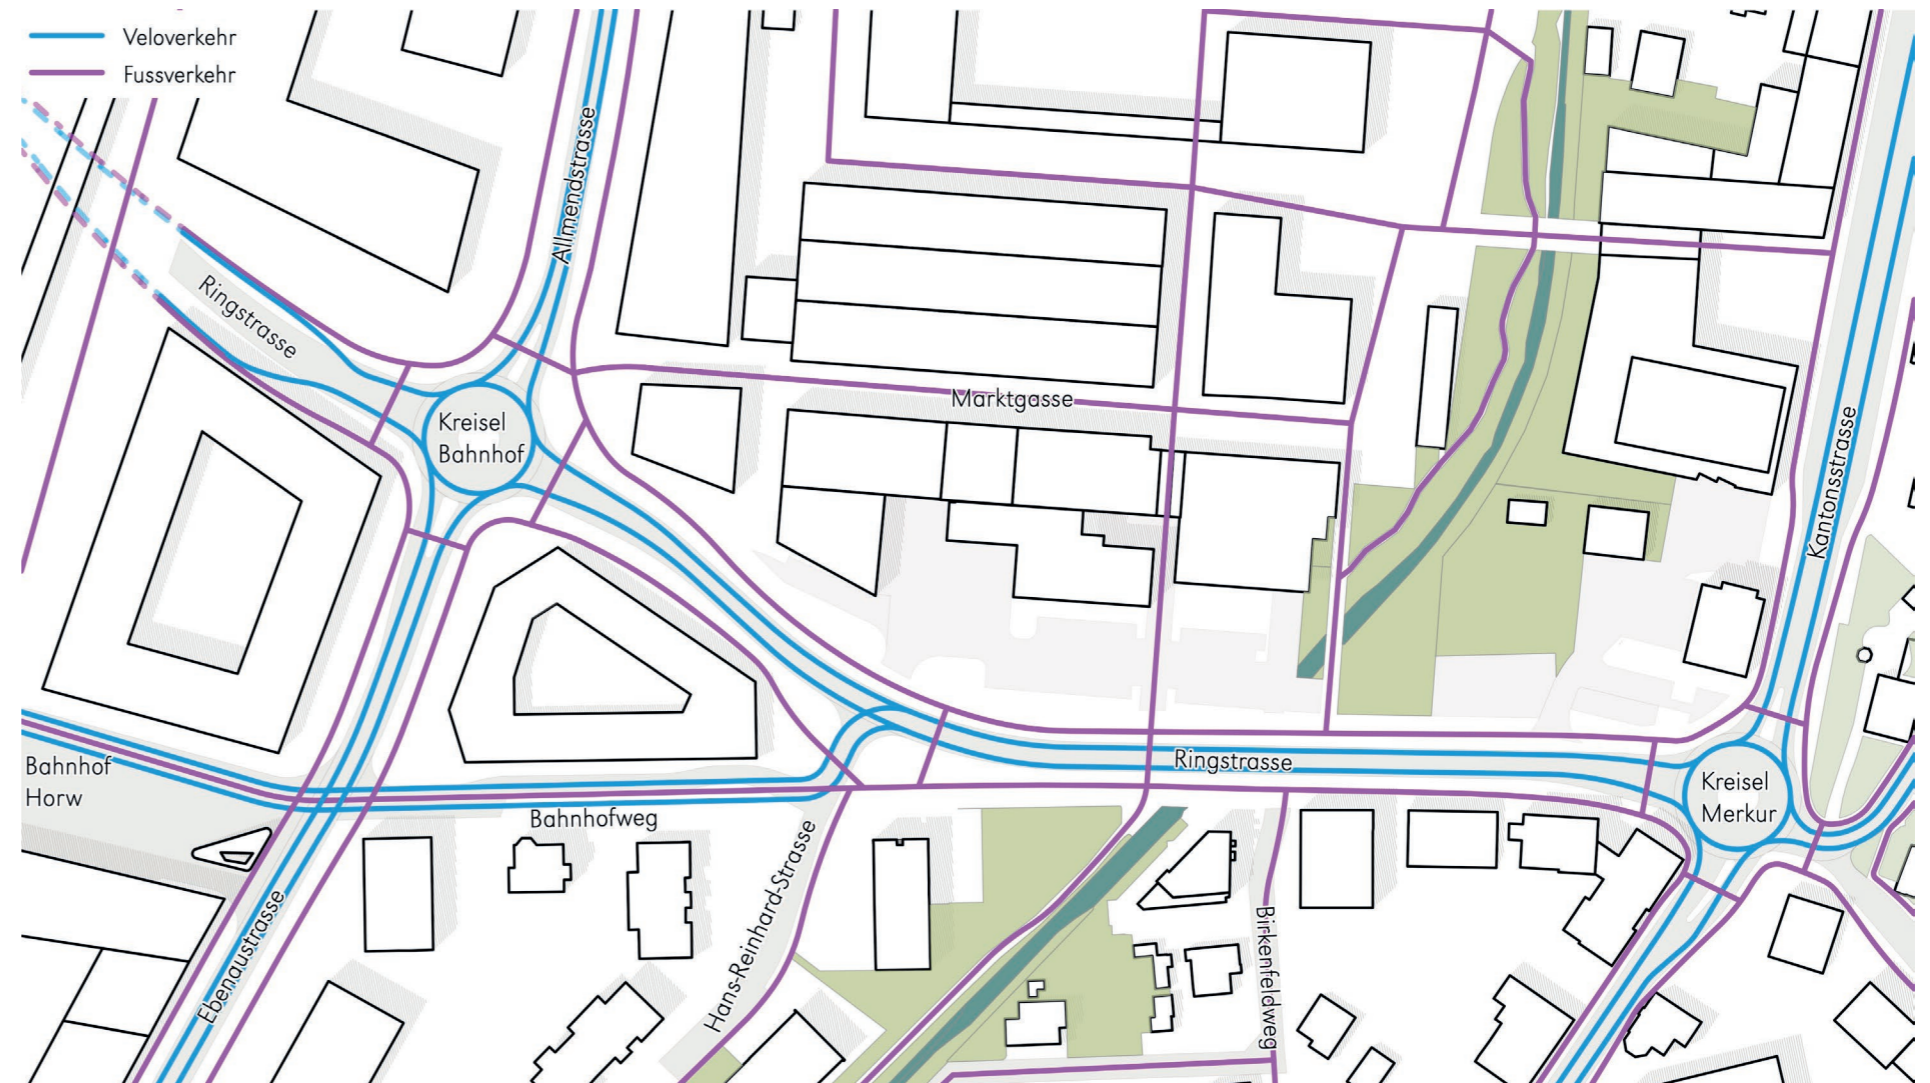 Veloverkehr
Fussverkehr
Allmendstrasse
Ringstrasse
Kreisel
Bahnhof
Marktgasse
Kantonsstrasse
Ringstrasse
Kreisel
Merkur
Bahnhof
Horw
Bahnhofweg
Hans-Reinhard-Strasse
Ebenaustrasse
Birkenfeldweg